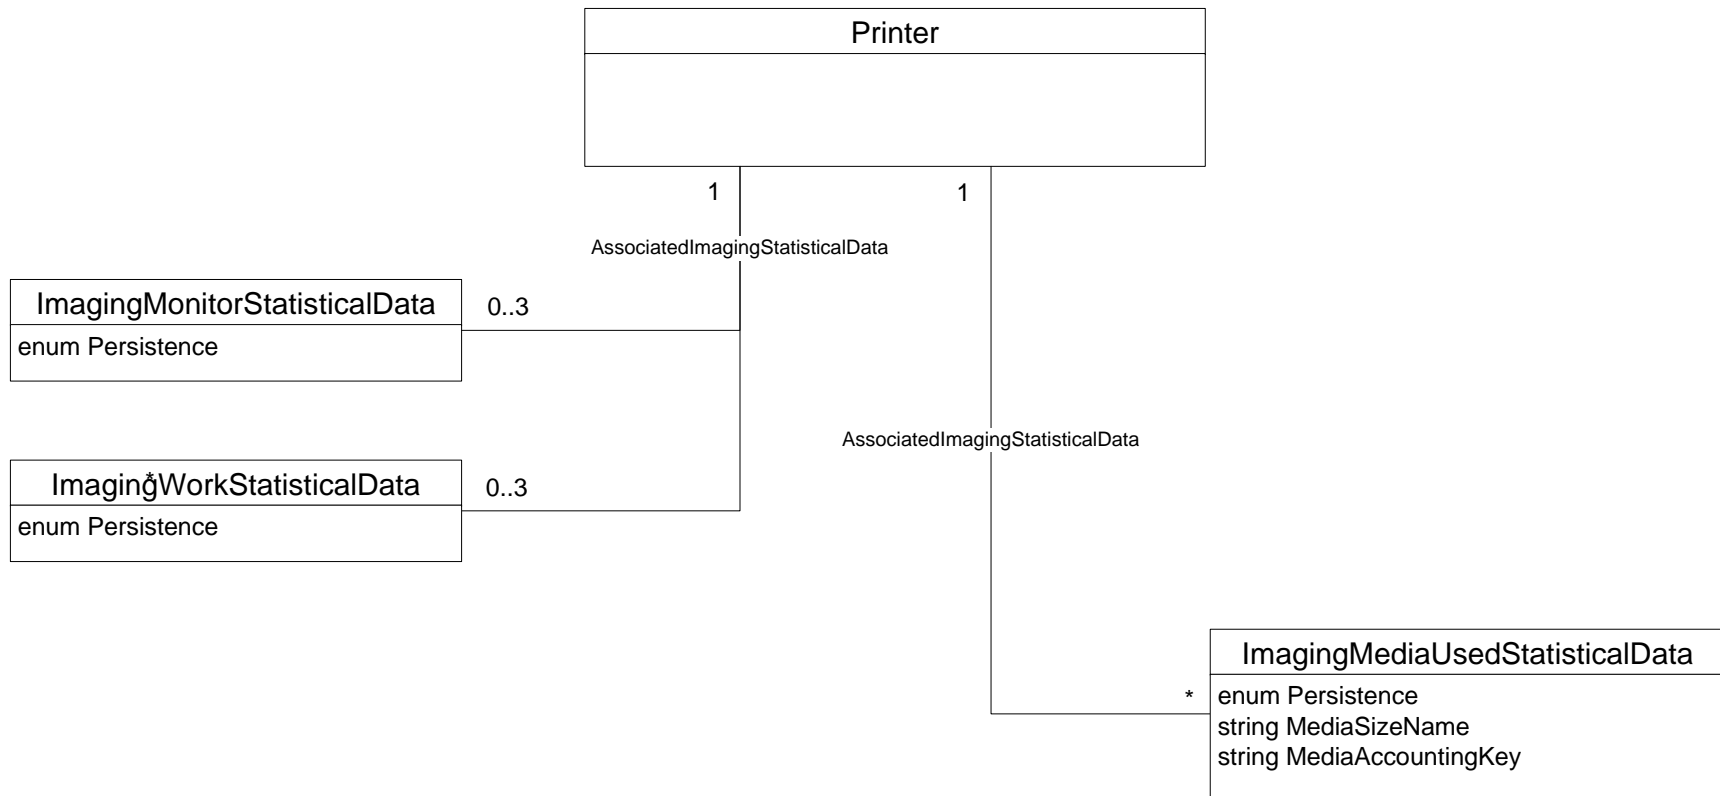 Printer
1
1
AssociatedImagingStatisticalData
ImagingMonitorStatisticalData
0..3
enum Persistence
AssociatedImagingStatisticalData
ImagingWorkStatisticalData
*
0..3
enum Persistence
ImagingMediaUsedStatisticalData
*
enum Persistence
string MediaSizeName
string MediaAccountingKey